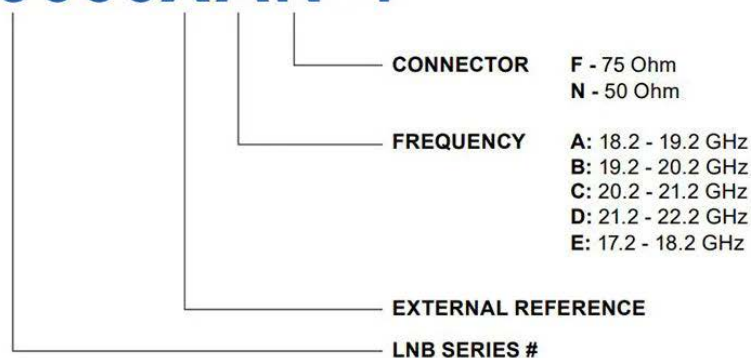 CONNECTOR F - 75 Ohm
N - 50 Ohm
FREQUENCY A: 18.2 - 19.2 GHz
B: 19.2 - 20.2 GHz
C: 20.2 - 21.2 GHz
D: 21.2 - 22.2 GHz
E: 17.2 - 18.2 GHz
EXTERNAL REFERENCE
LNB SERIES #